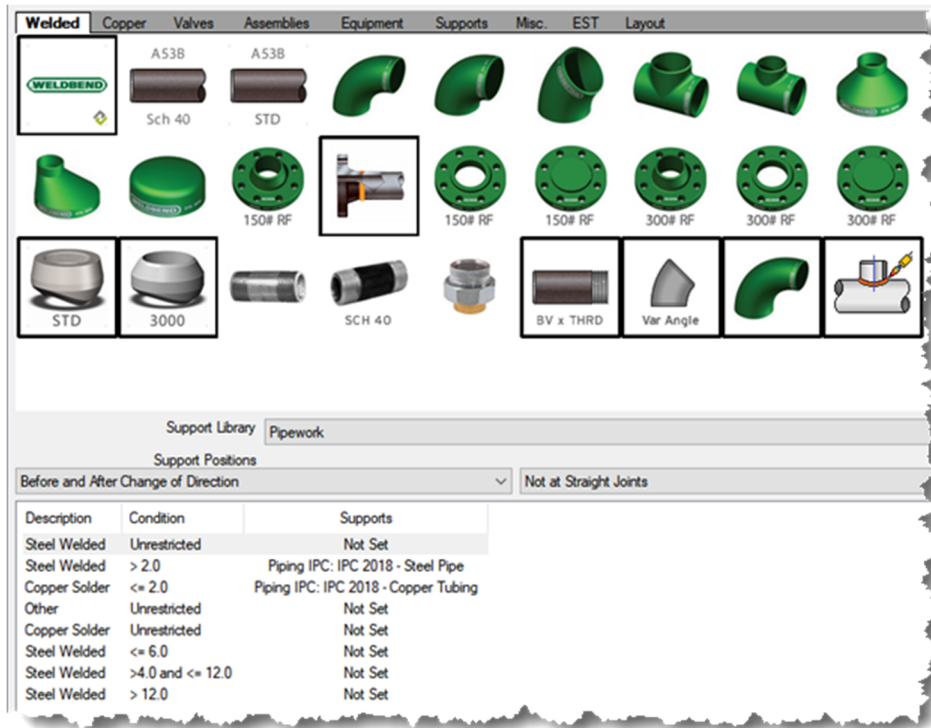 Welded Copper Valves Assemblies Equipment Supports Misc. EST Layout
WELDBEND
A53B
Sch 40
A53B
STD
WELDBEND
150# RF
150# RF
150# RF
300# RF
300# RF
300# RF
STD
3000
SCH 40
BV x THRD
Var Angle
Support Library Pipework
Support Positions
Before and After Change of Direction Not at Straight Joints
Description Condition Supports
Steel Welded Unrestricted Not Set
Steel Welded > 2.0 Piping IPC: IPC 2018 - Steel Pipe
Copper Solder <= 2.0 Piping IPC: IPC 2018 - Copper Tubing
Other Unrestricted Not Set
Copper Solder Unrestricted Not Set
Steel Welded <= 6.0 Not Set
Steel Welded >4.0 and <= 12.0 Not Set
Steel Welded > 12.0 Not Set